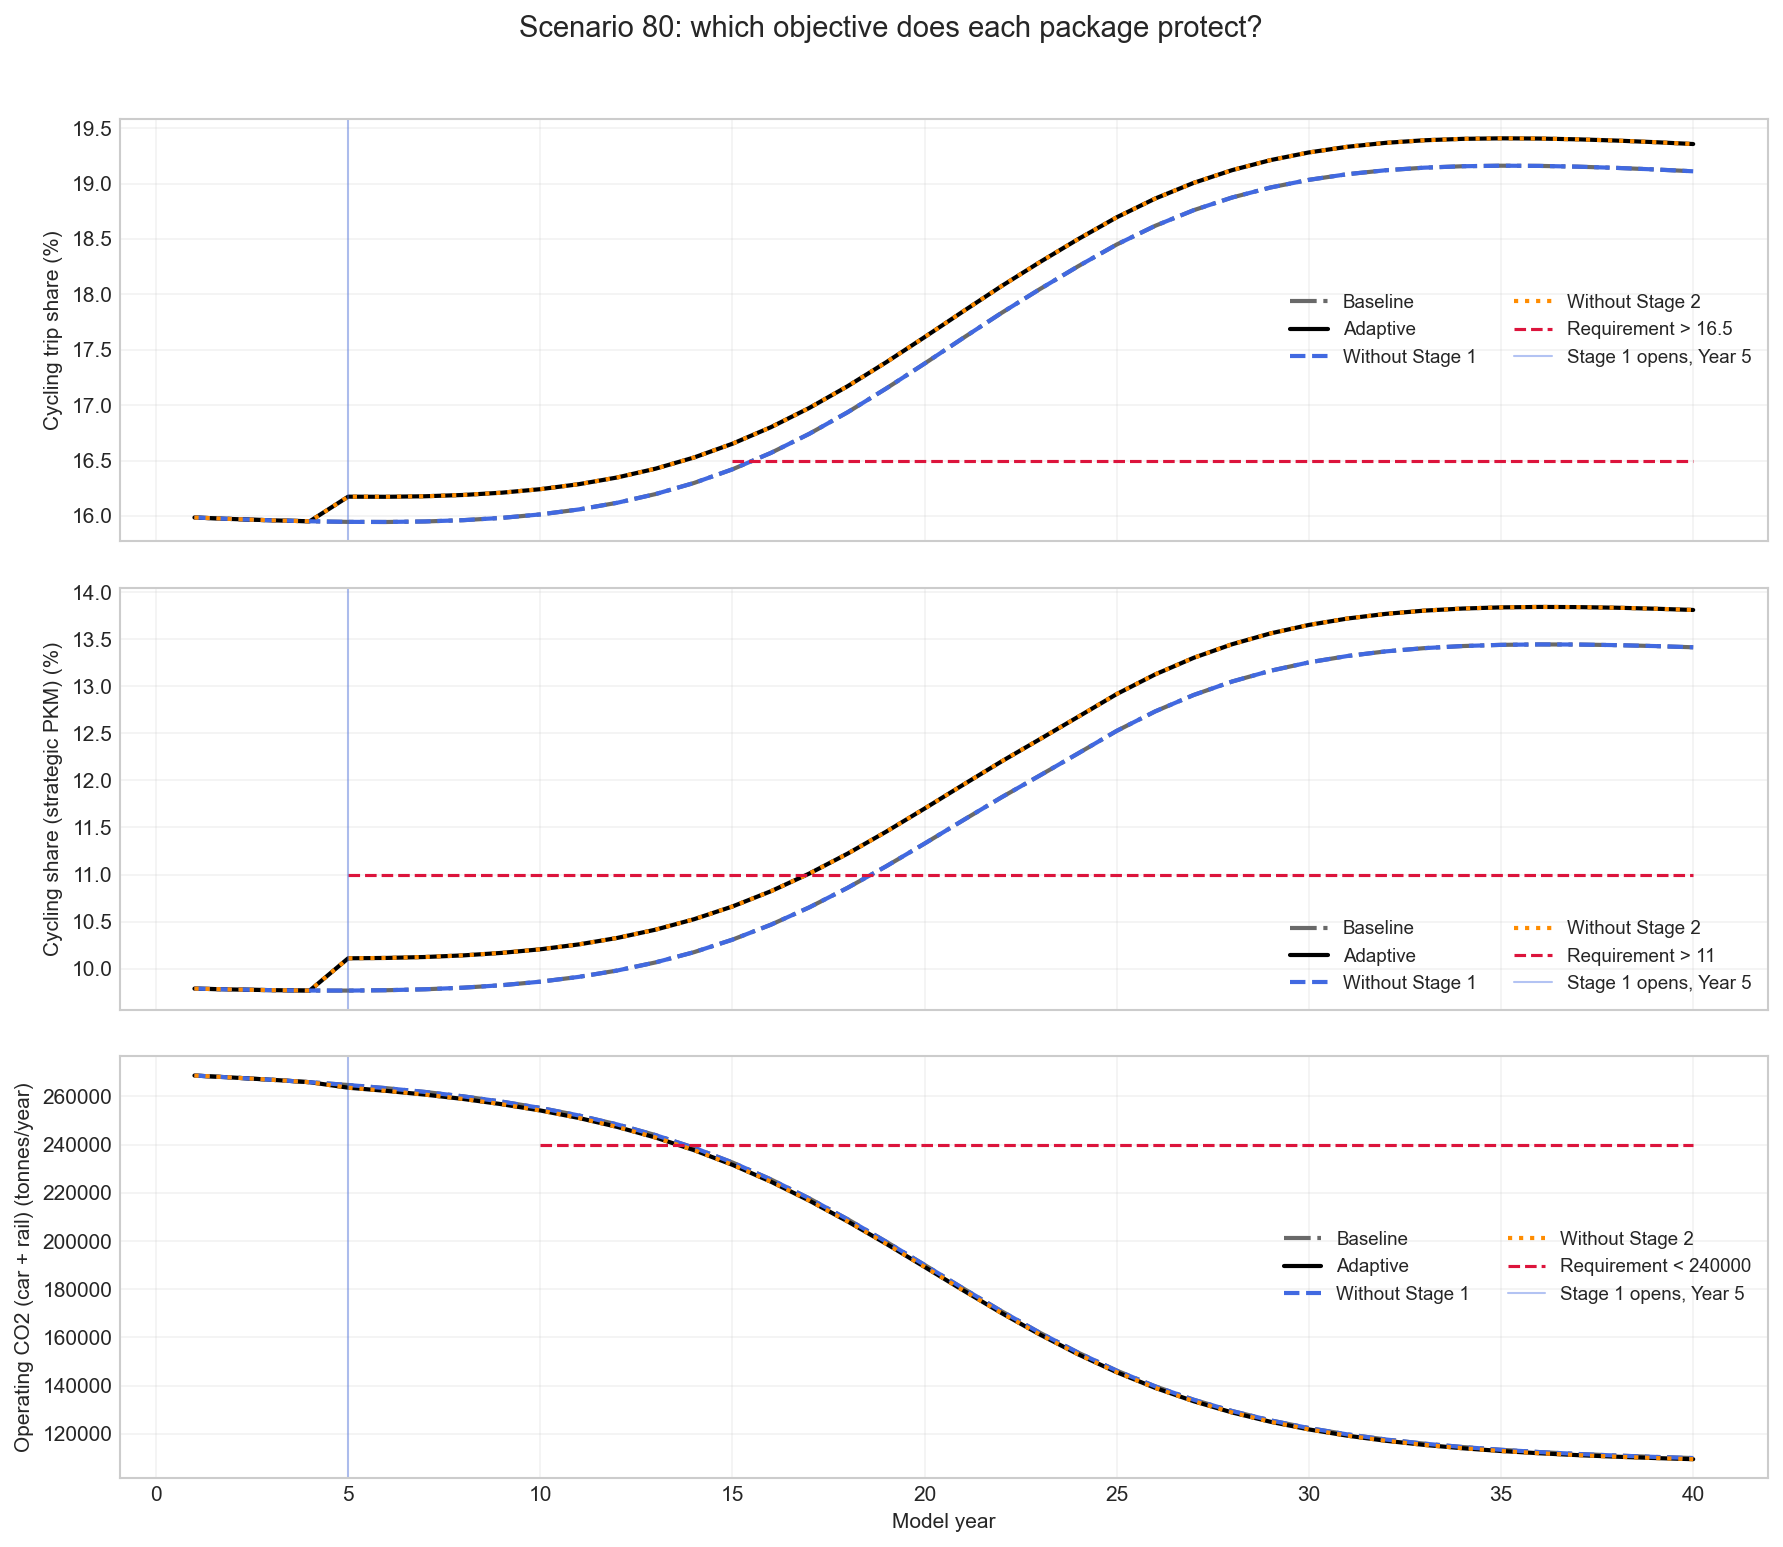 Scenario 80: which objective does each package protect?
Cycling trip share (%)
19.5
19.0
18.5
18.0
17.5
17.0
16.5
16.0
Baseline
Adaptive
Without Stage 1
Without Stage 2
Requirement > 16.5
Stage 1 opens, Year 5
Cycling share (strategic PKM) (%)
14.0
13.5
13.0
12.5
12.0
11.5
11.0
10.5
10.0
Baseline
Adaptive
Without Stage 1
Without Stage 2
Requirement > 11
Stage 1 opens, Year 5
Operating CO2 (car + rail) (tonnes/year)
260000
240000
220000
200000
180000
160000
140000
120000
Baseline
Adaptive
Without Stage 1
Without Stage 2
Requirement < 240000
Stage 1 opens, Year 5
0
5
10
15
20
25
30
35
40
Model year